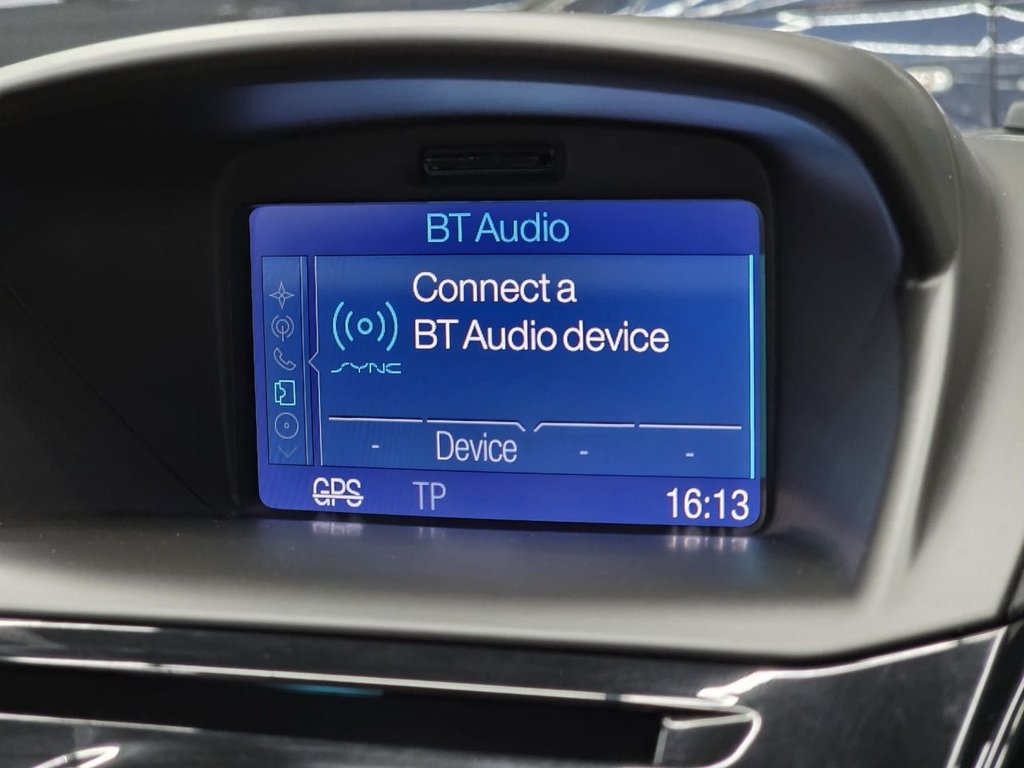 BT Audio
Connect a
BT Audio device
SYNC
- Device - -
GPS TP 16:13